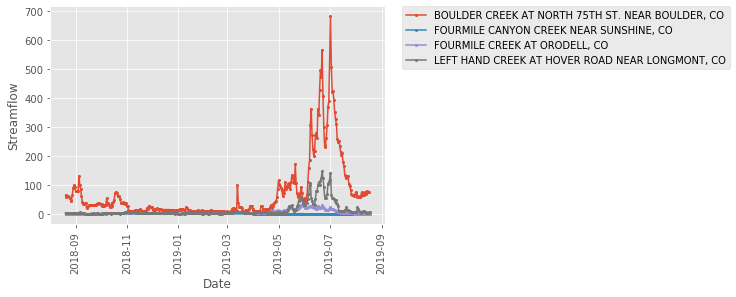 700
600
500
400
300
200
100
0
Streamflow
2018-09
2018-11
2019-01
2019-03
2019-05
2019-07
2019-09
Date
BOULDER CREEK AT NORTH 75TH ST. NEAR BOULDER, CO
FOURMILE CANYON CREEK NEAR SUNSHINE, CO
FOURMILE CREEK AT ORODELL, CO
LEFT HAND CREEK AT HOVER ROAD NEAR LONGMONT, CO